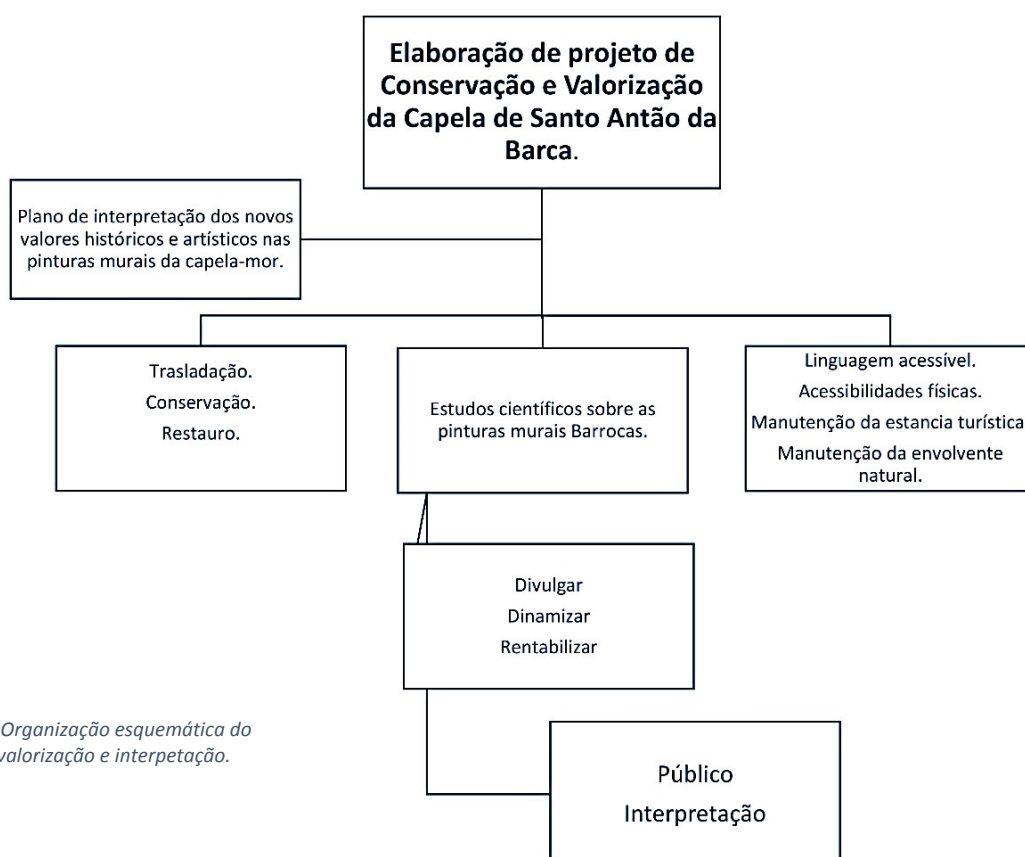 Elaboração de projeto de
Conservação e Valorização
da Capela de Santo Antão da
Barca.
Plano de interpretação dos novos
valores históricos e artísticos nas
pinturas murais da capela-mor.
Trasladação.
Conservação.
Restauro.
Estudos científicos sobre as
pinturas murais Barrocas.
Linguagem acessível.
Acessibilidades físicas.
Manutenção da estancia turística
Manutenção da envolvente
natural.
Divulgar
Dinamizar
Rentabilizar
Organização esquemática do
valorização e interpetação.
Público
Interpretação